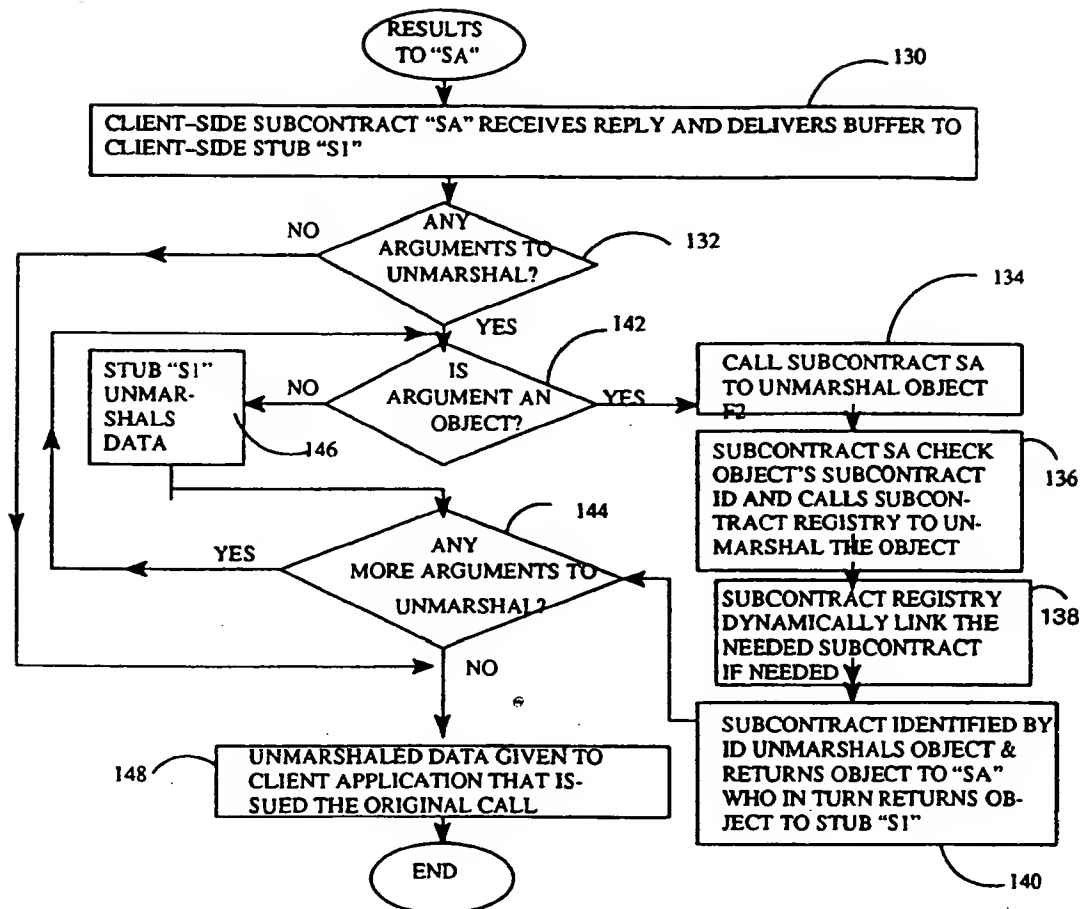 RESULTS
TO "SA"
130
CLIENT-SIDE SUBCONTRACT "SA" RECEIVES REPLY AND DELIVERS BUFFER TO
CLIENT-SIDE STUB "S1"
NO
ANY
ARGUMENTS TO
UNMARSHAL?
132
YES
134
142
STUB "S1"
UNMAR-
SHALS
DATA
146
NO
IS
ARGUMENT AN
OBJECT?
YES
CALL SUBCONTRACT SA
TO UNMARSHAL OBJECT
F2
SUBCONTRACT SA CHECK
OBJECT'S SUBCONTRACT
ID AND CALLS SUBCON-
TRACT REGISTRY TO UN-
MARSHAL THE OBJECT
136
144
YES
ANY
MORE ARGUMENTS TO
UNMARSHAL?
SUBCONTRACT REGISTRY
DYNAMICALLY LINK THE
NEEDED SUBCONTRACT
IF NEEDED
138
NO
SUBCONTRACT IDENTIFIED BY
ID UNMARSHALS OBJECT &
RETURNS OBJECT TO "SA"
WHO IN TURN RETURNS OB-
JECT TO STUB "S1"
140
148
UNMARSHALED DATA GIVEN TO
CLIENT APPLICATION THAT IS-
SUED THE ORIGINAL CALL
END